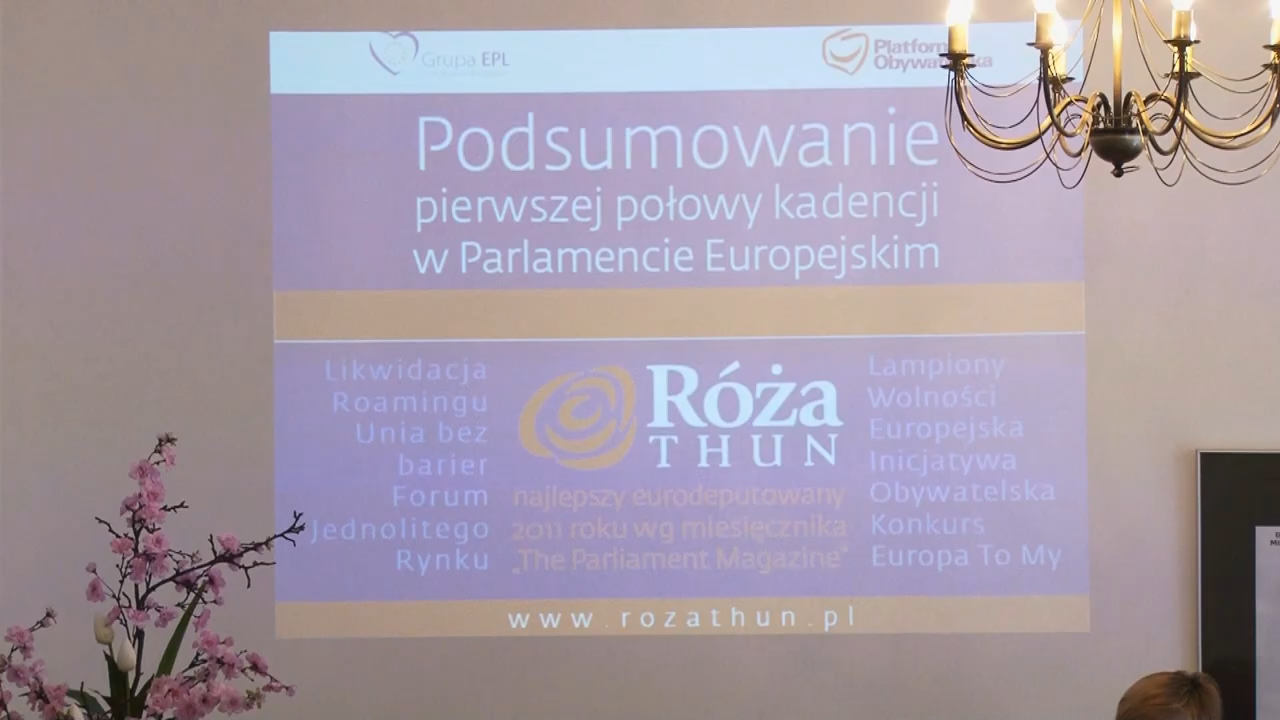 Grupa EPL
Platforma
Obywatelska
Podsumowanie
pierwszej połowy kadencji
w Parlamencie Europejskim
Likwidacja
Roamingu
Unia bez
barier
Forum
Jednolitego
Rynku
Róża
THUN
najlepszy eurodeputowany
2011 roku wg miesięcznika
„The Parliament Magazine"
Lampiony
Wolności
Europejska
Inicjatywa
Obywatelska
Konkurs
Europa To My
www.rozathun.pl